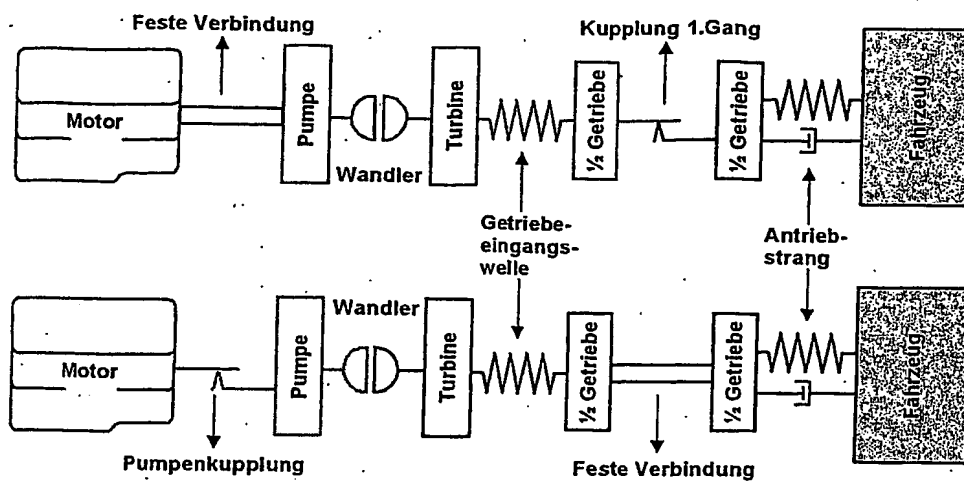 Feste Verbindung
Kupplung 1.Gang
Motor
Pumpe
Wandler
Turbine
½ Getriebe
½ Getriebe
Fahrzeug
Getriebe-
eingangs-
welle
Antrieb-
strang
Motor
Pumpe
Wandler
Turbine
½ Getriebe
½ Getriebe
Fahrzeug
Pumpenkupplung
Feste Verbindung